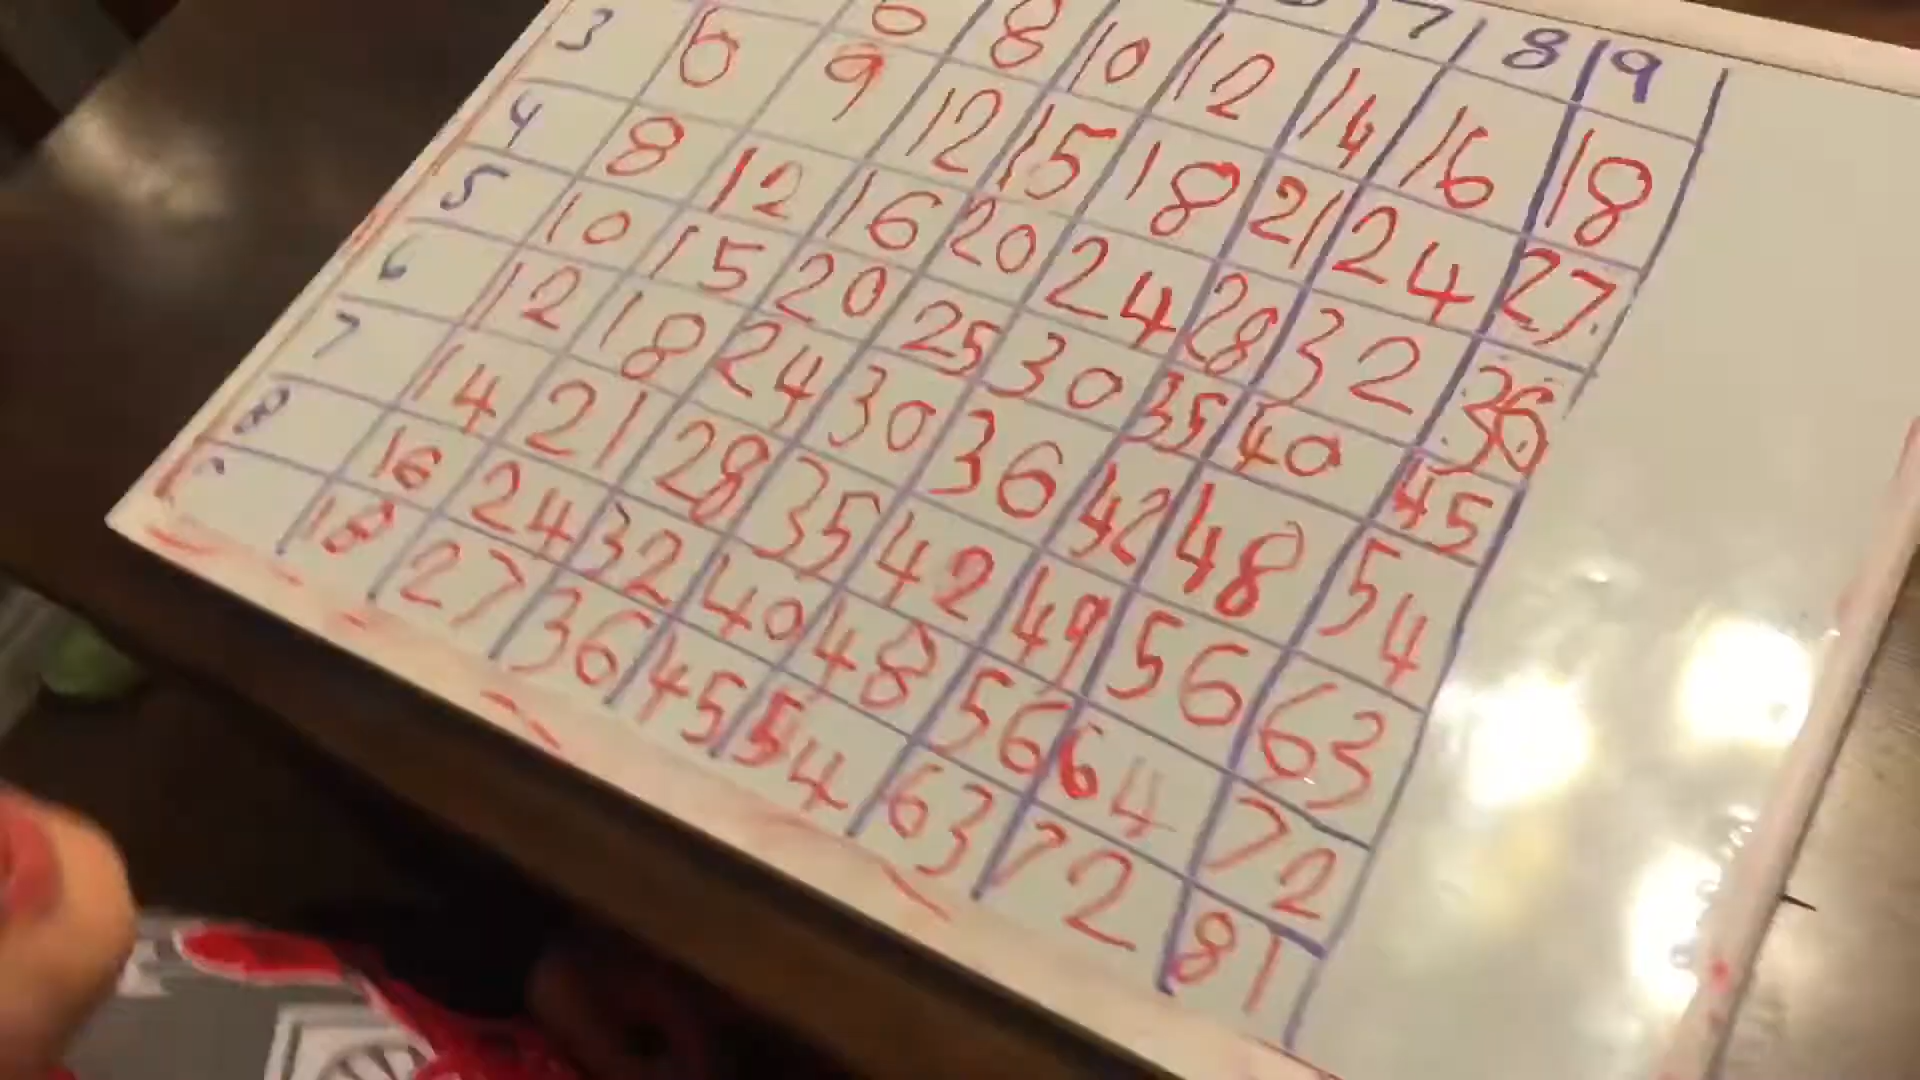 7 8 9
6 8 10 12 14 16 18
3 6 9 12 15 18 21 24 27
4 8 12 16 20 24 28 32 36
5 10 15 20 25 30 35 40 45
6 12 18 24 30 36 42 48 54
7 14 21 28 35 42 49 56 63
8 16 24 32 40 48 56 64 72
18 27 36 45 54 63 72 81